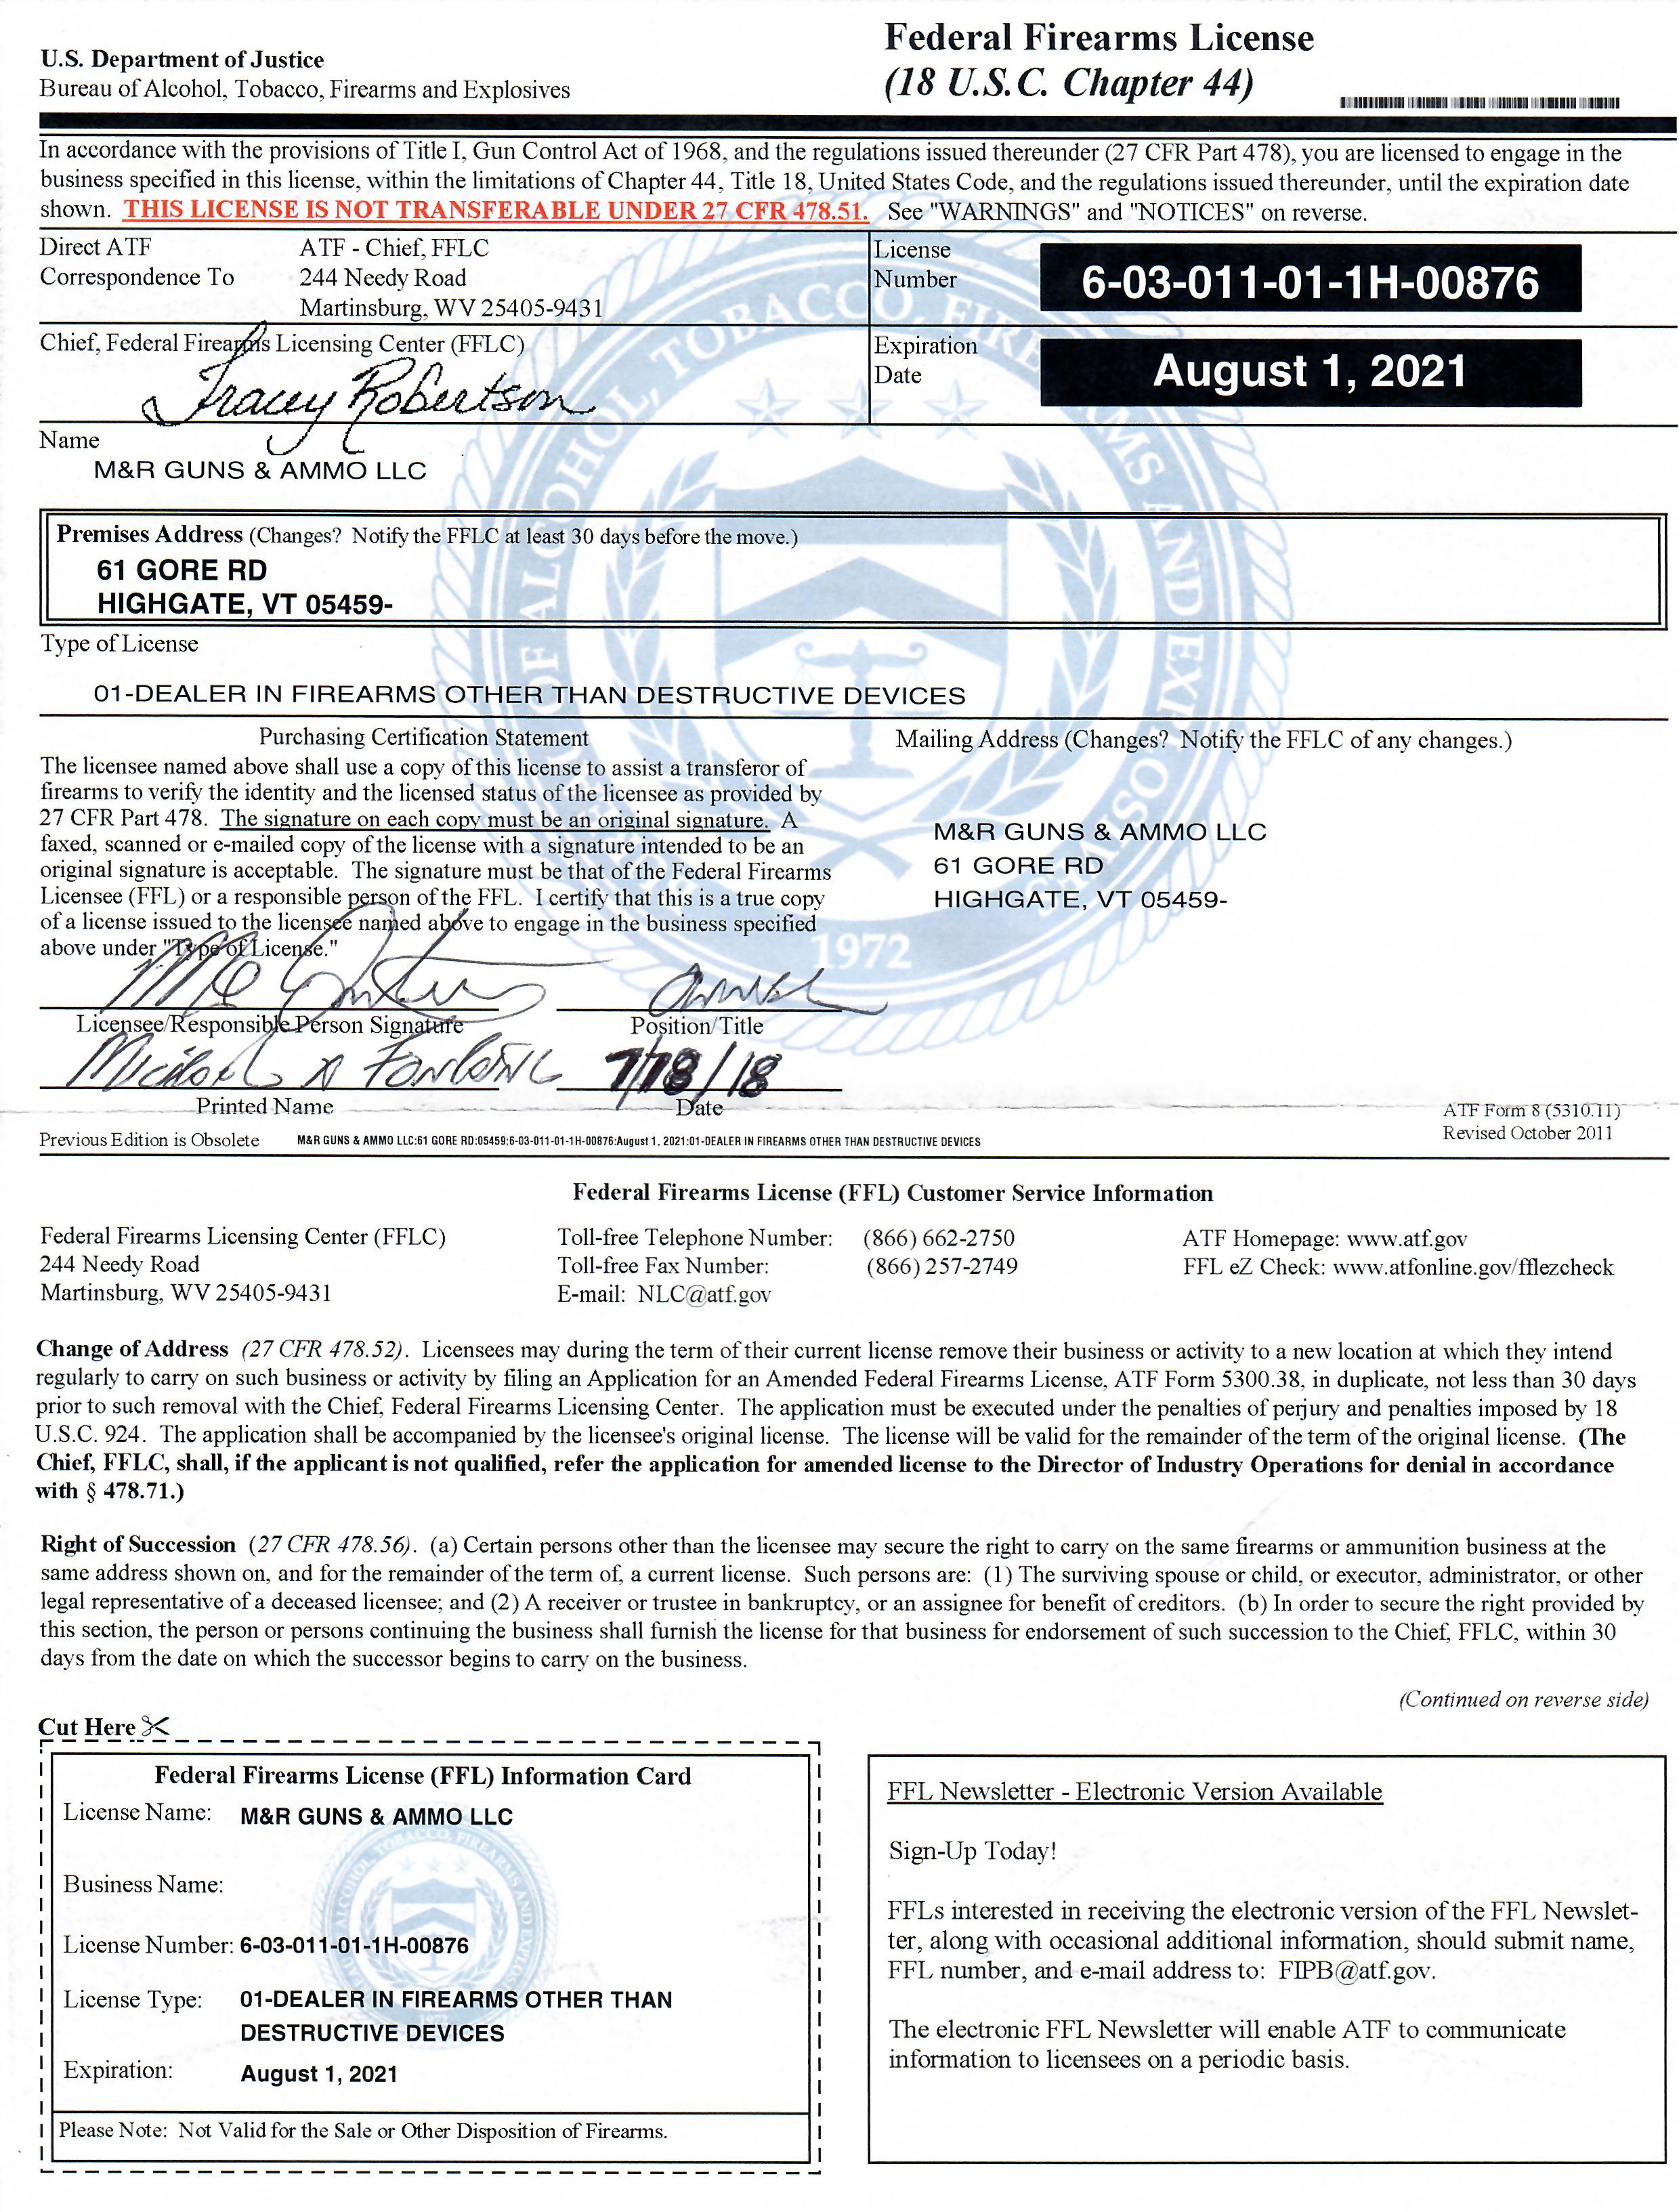 U.S. Department of Justice
Bureau of Alcohol, Tobacco, Firearms and Explosives
Federal Firearms License
(18 U.S.C. Chapter 44)
In accordance with the provisions of Title I, Gun Control Act of 1968, and the regulations issued thereunder (27 CFR Part 478), you are licensed to engage in the
business specified in this license, within the limitations of Chapter 44, Title 18, United States Code, and the regulations issued thereunder, until the expiration date
shown. THIS LICENSE IS NOT TRANSFERABLE UNDER 27 CFR 478.51. See "WARNINGS" and "NOTICES" on reverse.
Direct ATF
Correspondence To
ATF - Chief, FFLC
244 Needy Road
Martinsburg, WV 25405-9431
License
Number
6-03-011-01-1H-00876
Chief, Federal Firearms Licensing Center (FFLC)
Tracey Robertson
Expiration
Date
August 1, 2021
Name
M&R GUNS & AMMO LLC
Premises Address (Changes? Notify the FFLC at least 30 days before the move.)
61 GORE RD
HIGHGATE, VT 05459-
Type of License
01-DEALER IN FIREARMS OTHER THAN DESTRUCTIVE DEVICES
Purchasing Certification Statement
The licensee named above shall use a copy of this license to assist a transferor of
firearms to verify the identity and the licensed status of the licensee as provided by
27 CFR Part 478. The signature on each copy must be an original signature. A
faxed, scanned or e-mailed copy of the license with a signature intended to be an
original signature is acceptable. The signature must be that of the Federal Firearms
Licensee (FFL) or a responsible person of the FFL. I certify that this is a true copy
of a license issued to the licensee named above to engage in the business specified
above under "Type of License."
Mailing Address (Changes? Notify the FFLC of any changes.)
M&R GUNS & AMMO LLC
61 GORE RD
HIGHGATE, VT 05459-
1972
Licensee/Responsible Person Signature
Position/Title
7/18/18
Printed Name
Date
ATF Form 8 (5310.11)
Revised October 2011
Previous Edition is Obsolete
M&R GUNS & AMMO LLC:61 GORE RD:05459:6-03-011-01-1H-00876:August 1, 2021:01-DEALER IN FIREARMS OTHER THAN DESTRUCTIVE DEVICES
Federal Firearms License (FFL) Customer Service Information
Federal Firearms Licensing Center (FFLC)
244 Needy Road
Martinsburg, WV 25405-9431
Toll-free Telephone Number: (866) 662-2750
Toll-free Fax Number: (866) 257-2749
E-mail: NLC@atf.gov
ATF Homepage: www.atf.gov
FFL eZ Check: www.atfonline.gov/fflezcheck
Change of Address (27 CFR 478.52). Licensees may during the term of their current license remove their business or activity to a new location at which they intend
regularly to carry on such business or activity by filing an Application for an Amended Federal Firearms License, ATF Form 5300.38, in duplicate, not less than 30 days
prior to such removal with the Chief, Federal Firearms Licensing Center. The application must be executed under the penalties of perjury and penalties imposed by 18
U.S.C. 924. The application shall be accompanied by the licensee's original license. The license will be valid for the remainder of the term of the original license. (The
Chief, FFLC, shall, if the applicant is not qualified, refer the application for amended license to the Director of Industry Operations for denial in accordance
with § 478.71.)
Right of Succession (27 CFR 478.56). (a) Certain persons other than the licensee may secure the right to carry on the same firearms or ammunition business at the
same address shown on, and for the remainder of the term of, a current license. Such persons are: (1) The surviving spouse or child, or executor, administrator, or other
legal representative of a deceased licensee; and (2) A receiver or trustee in bankruptcy, or an assignee for benefit of creditors. (b) In order to secure the right provided by
this section, the person or persons continuing the business shall furnish the license for that business for endorsement of such succession to the Chief, FFLC, within 30
days from the date on which the successor begins to carry on the business.
(Continued on reverse side)
Cut Here
Federal Firearms License (FFL) Information Card
License Name: M&R GUNS & AMMO LLC
Business Name:
License Number: 6-03-011-01-1H-00876
License Type: 01-DEALER IN FIREARMS OTHER THAN
DESTRUCTIVE DEVICES
Expiration: August 1, 2021
Please Note: Not Valid for the Sale or Other Disposition of Firearms.
FFL Newsletter - Electronic Version Available
Sign-Up Today!
FFLs interested in receiving the electronic version of the FFL Newslet-
ter, along with occasional additional information, should submit name,
FFL number, and e-mail address to: FIPB@atf.gov.
The electronic FFL Newsletter will enable ATF to communicate
information to licensees on a periodic basis.